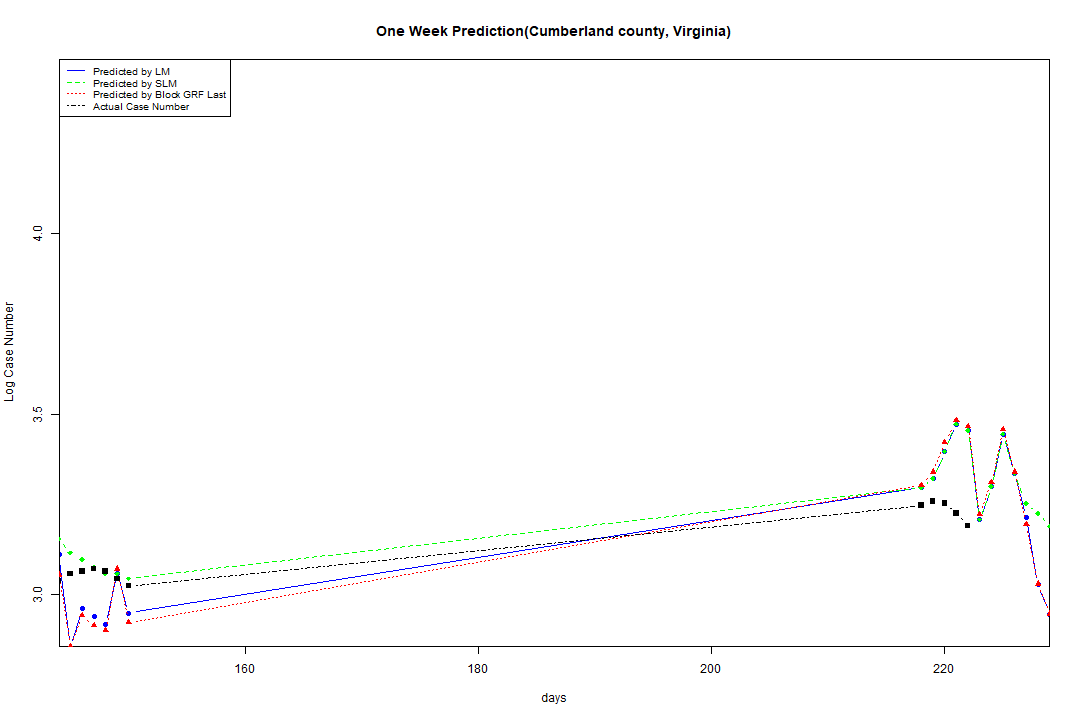 One Week Prediction(Cumberland county, Virginia)
Predicted by LM
Predicted by SLM
Predicted by Block GRF Last
Actual Case Number
Log Case Number
4.0
3.5
3.0
160
180
200
220
days